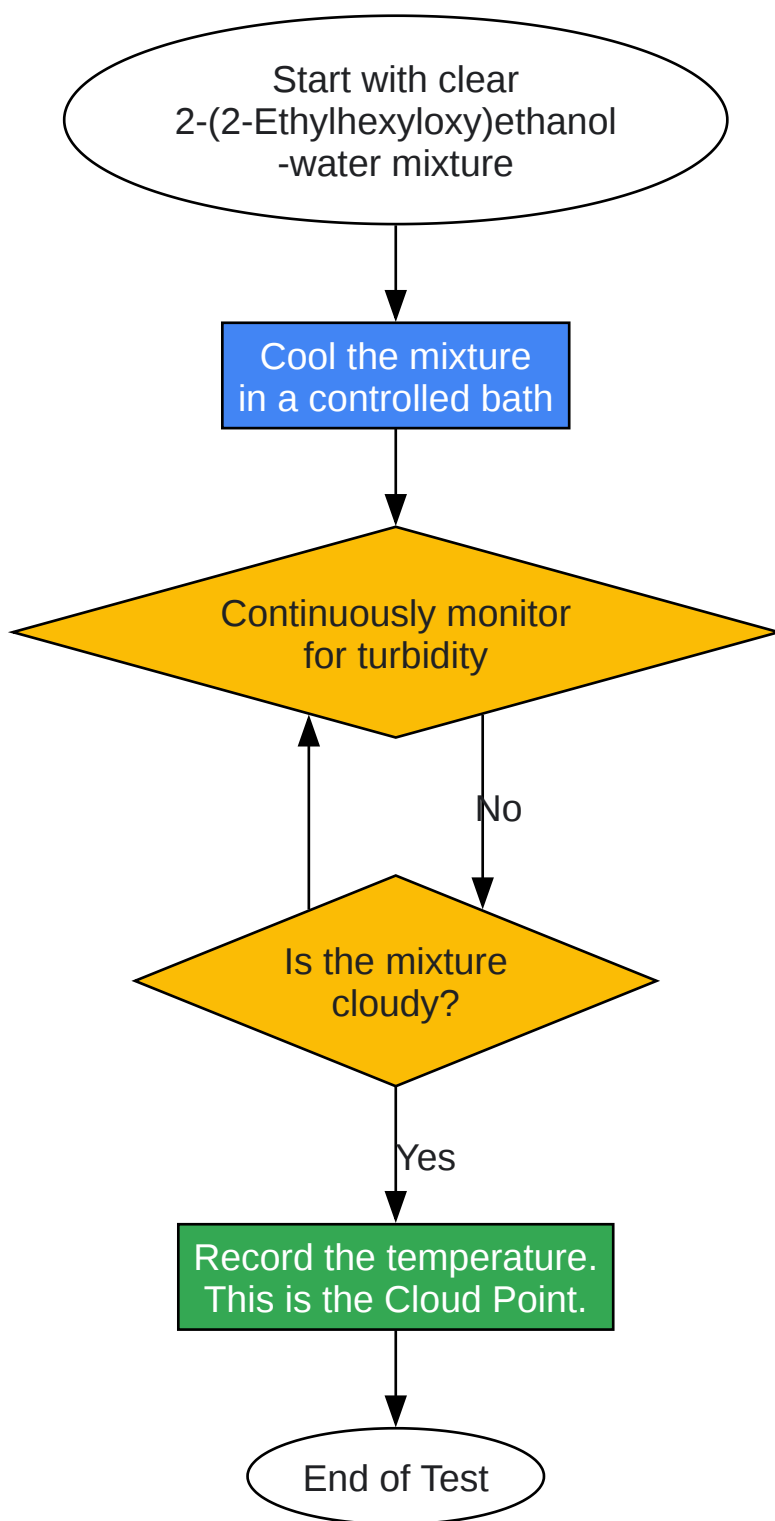 Start with clear
2-(2-Ethylhexyloxy)ethanol
-water mixture
Cool the mixture
in a controlled bath
Continuously monitor
for turbidity
No
Is the mixture
cloudy?
Yes
Record the temperature.
This is the Cloud Point.
End of Test